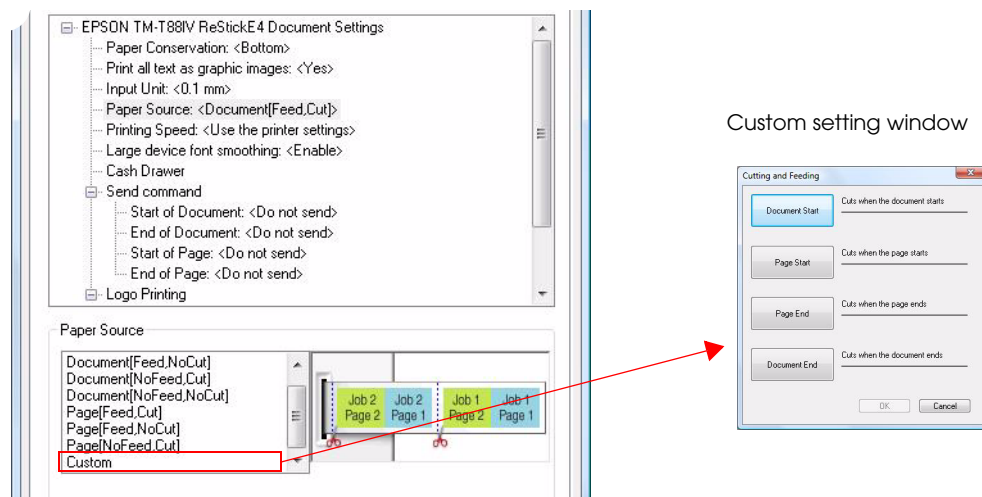 EPSON TM-T88IV ReStickE4 Document Settings
Paper Conservation: <Bottom>
Print all text as graphic images: <Yes>
Input Unit: <0.1 mm>
Paper Source: <Document[Feed,Cut]>
Printing Speed: <Use the printer settings>
Large device font smoothing: <Enable>
Cash Drawer
Send command
Start of Document: <Do not send>
End of Document: <Do not send>
Start of Page: <Do not send>
End of Page: <Do not send>
Logo Printing
Paper Source
Document[Feed,NoCut]
Document[NoFeed,Cut]
Document[NoFeed,NoCut]
Page[Feed,Cut]
Page[Feed,NoCut]
Page[NoFeed,Cut]
Custom
Job 2 Job 2 Job 1 Job 1
Page 2 Page 1 Page 2 Page 1
Custom setting window
Cutting and Feeding
Document Start Cuts when the document starts
Page Start Cuts when the page starts
Page End Cuts when the page ends
Document End Cuts when the document ends
OK Cancel